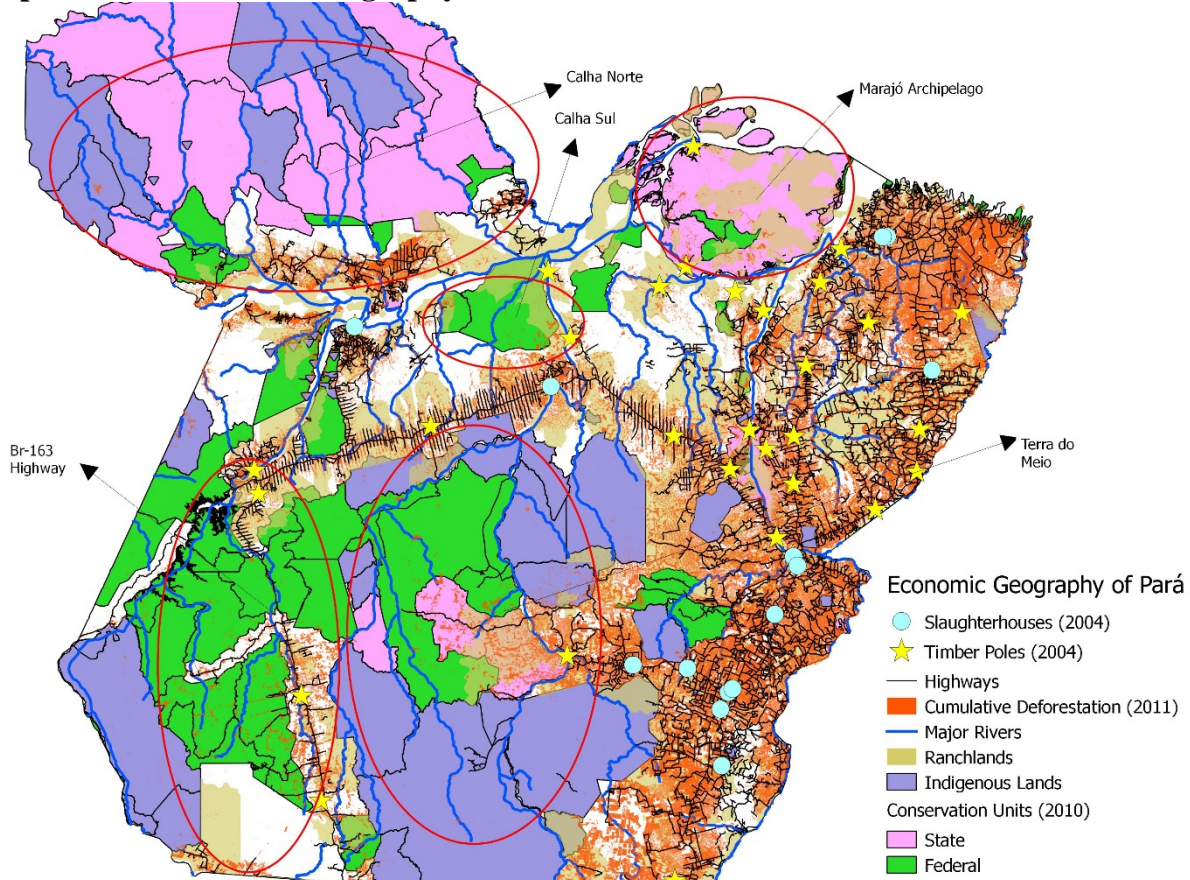 Calha Norte
Calha Sul
Marajó Archipelago
Br-163
Highway
Terra do
Meio
Economic Geography of Pará
Slaughterhouses (2004)
Timber Poles (2004)
Highways
Cumulative Deforestation (2011)
Major Rivers
Ranchlands
Indigenous Lands
Conservation Units (2010)
State
Federal